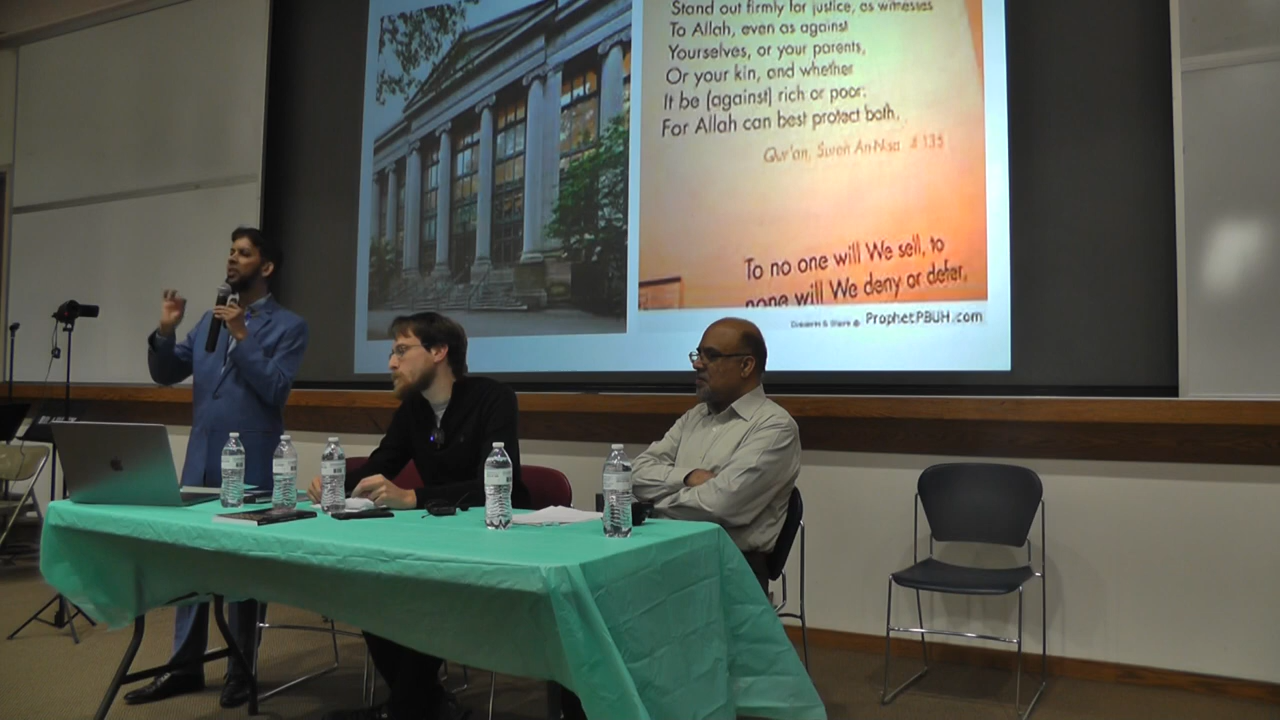 Stand out firmly for justice, as witnesses
To Allah, even as against
Yourselves, or your parents,
Or your kin, and whether
It be (against) rich or poor:
For Allah can best protect both.
Qur'an, Sureh An-Nisa # 135
To no one will We sell, to
none will We deny or defer,
& Share @ ProphetPBUH.com